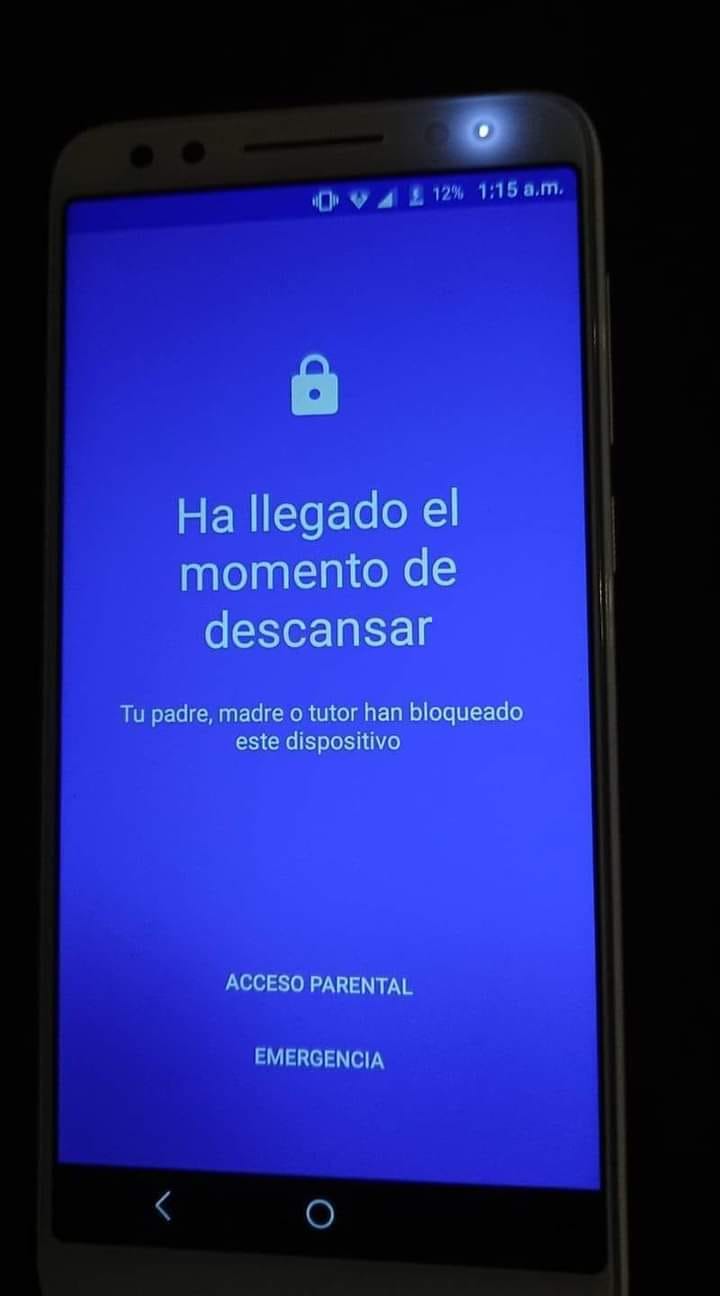 12% 1:15 a.m.
Ha llegado el
momento de
descansar
Tu padre, madre o tutor han bloqueado
este dispositivo
ACCESO PARENTAL
EMERGENCIA